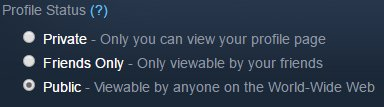 Profile Status (?)
Private - Only you can view your profile page
Friends Only - Only viewable by your friends
Public - Viewable by anyone on the World-Wide Web